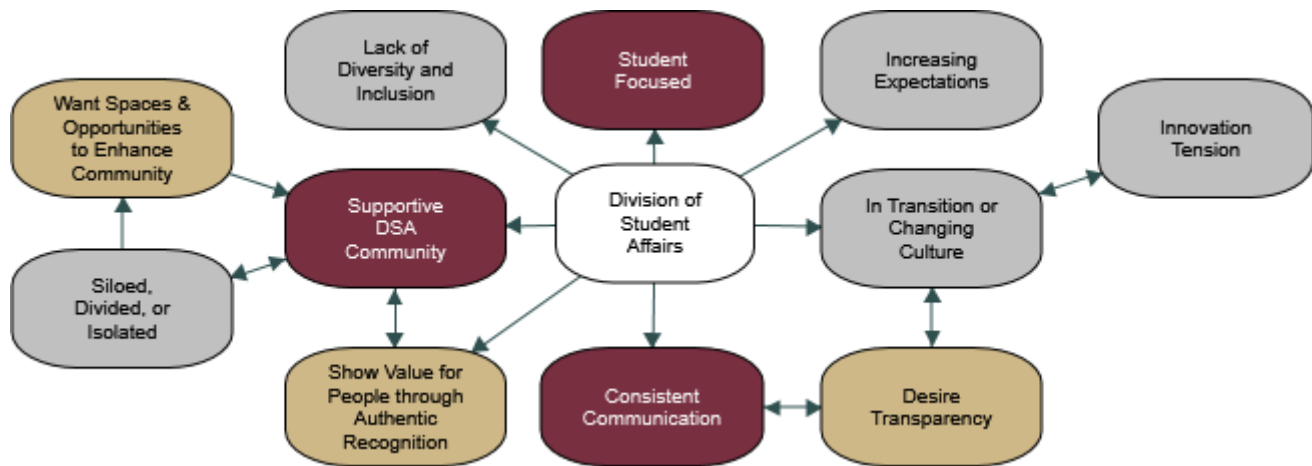 Lack of
Diversity and
Inclusion
Student
Focused
Increasing
Expectations
Want Spaces &
Opportunities
to Enhance
Community
Innovation
Tension
Supportive
DSA
Community
Division of
Student
Affairs
In Transition or
Changing
Culture
Siloed,
Divided, or
Isolated
Show Value for
People through
Authentic
Recognition
Consistent
Communication
Desire
Transparency